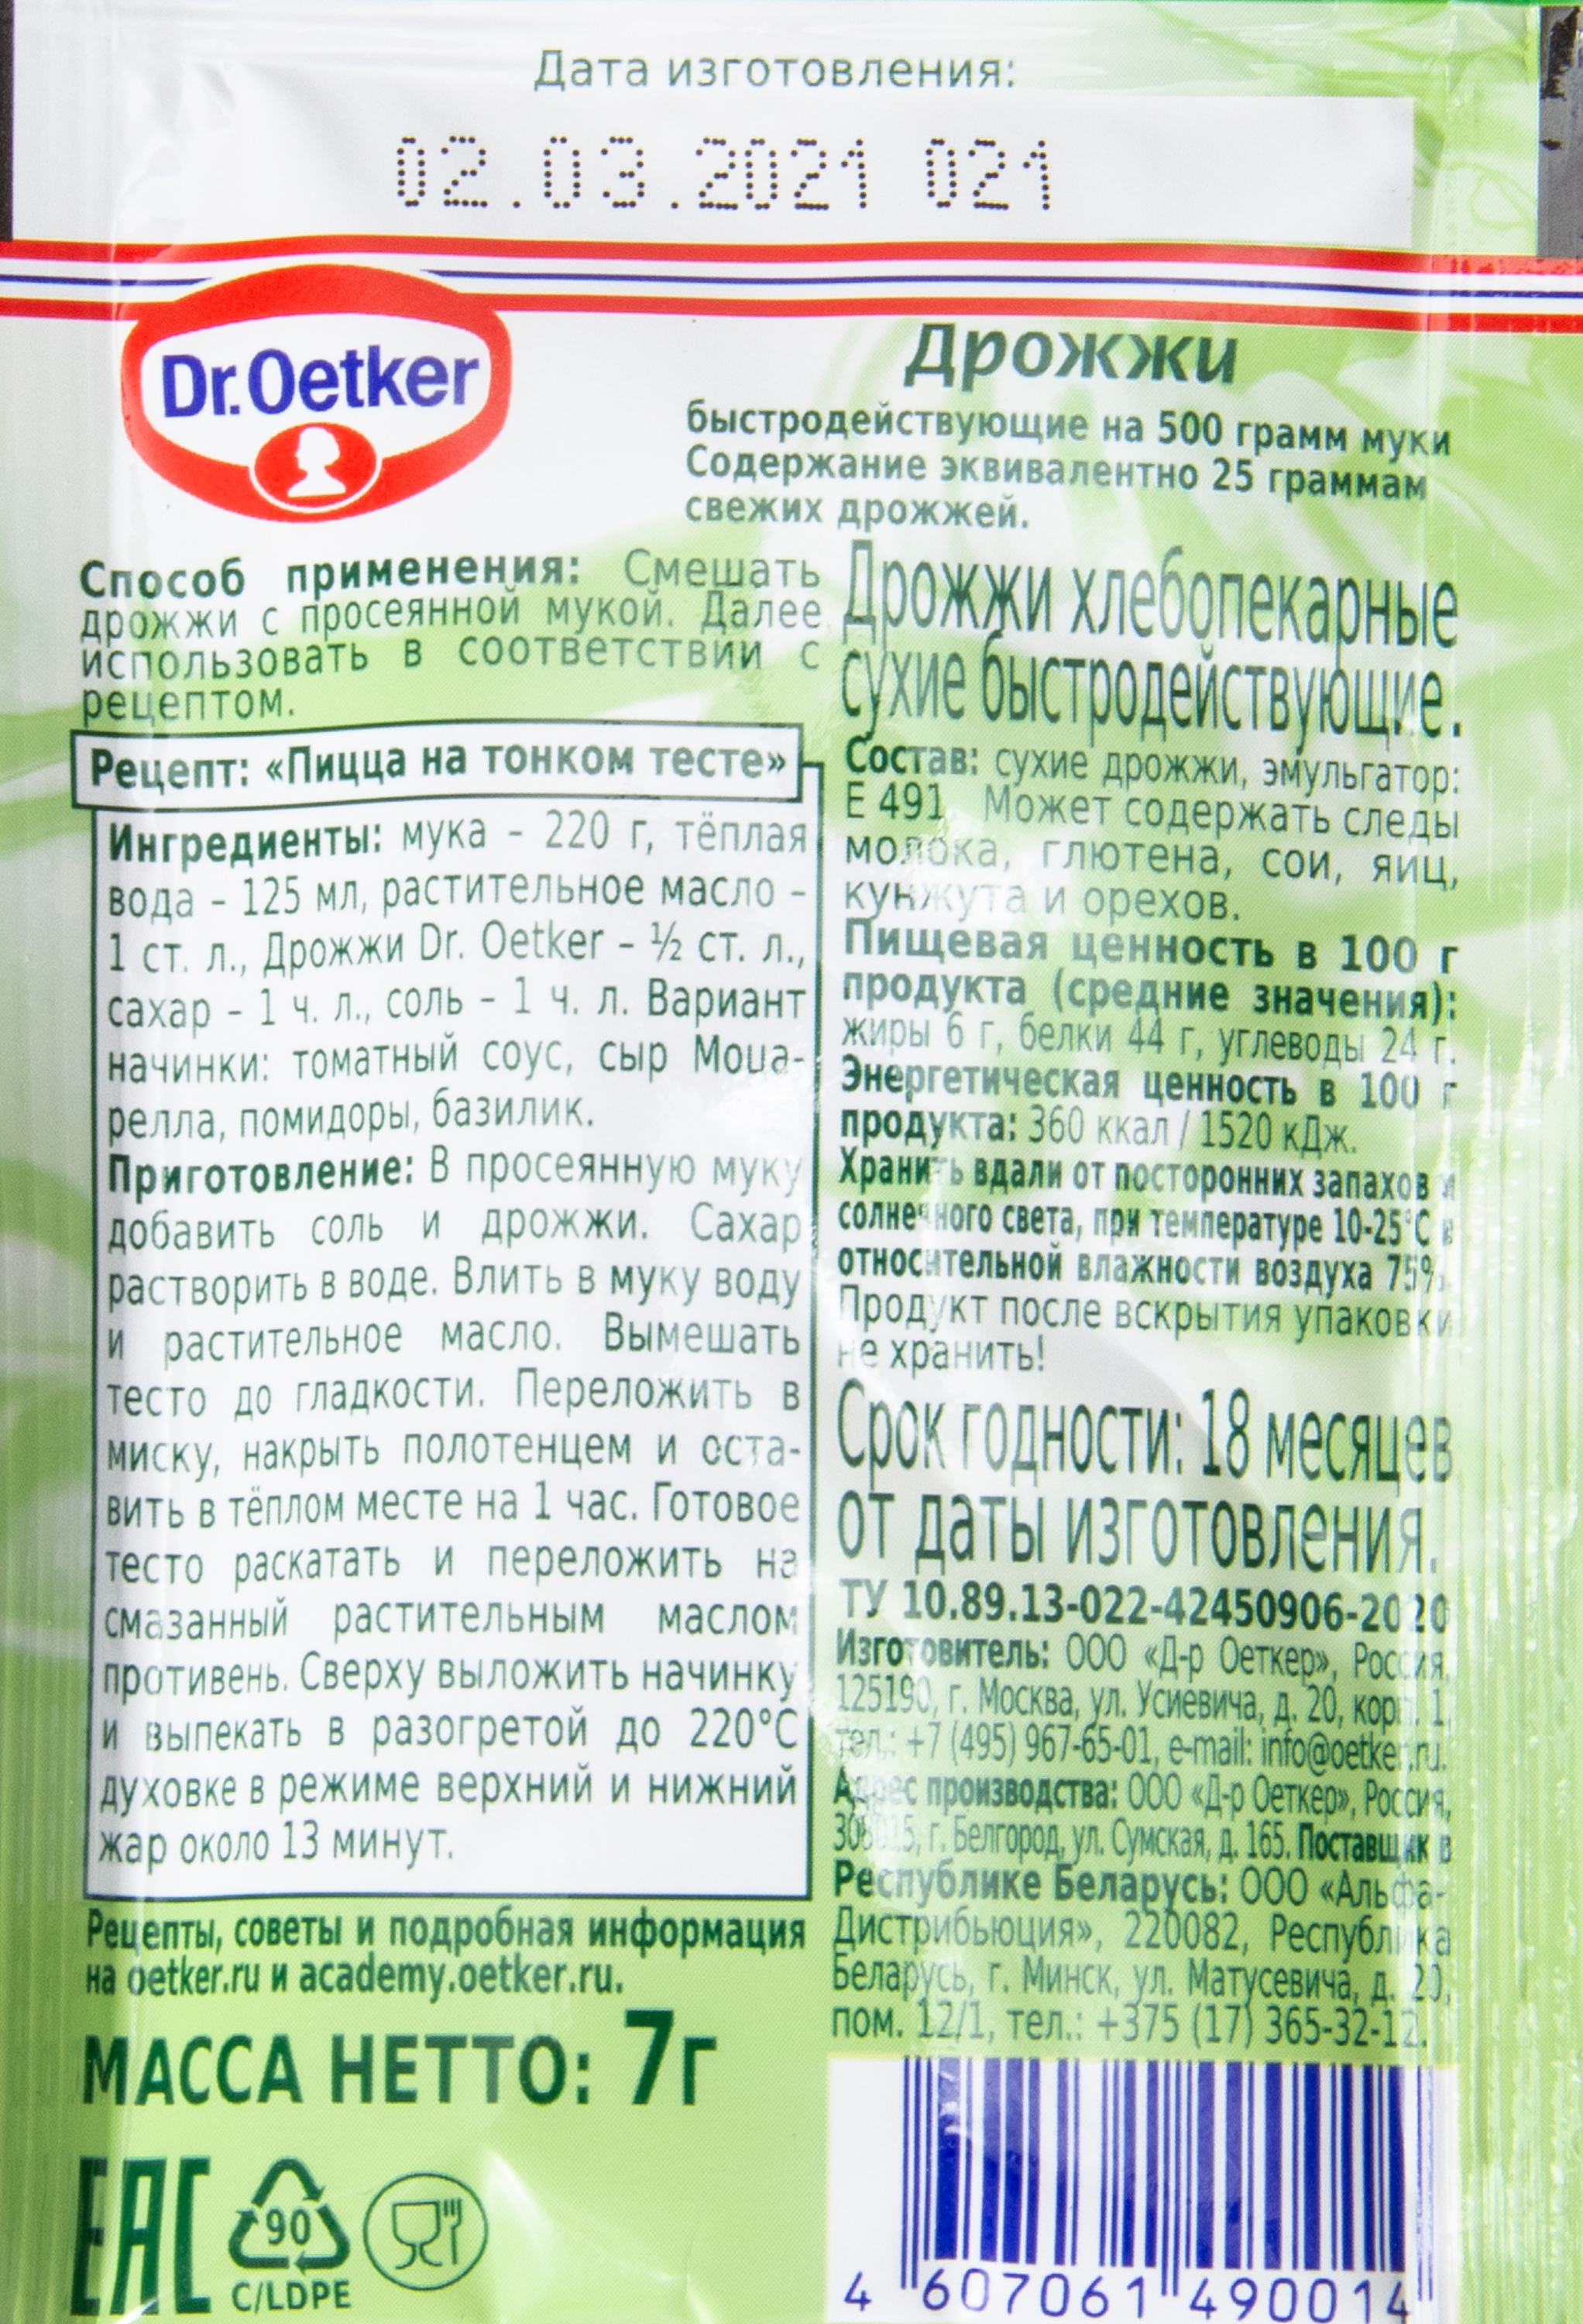 Дата изготовления:
02.03.2021 021
Dr.Oetker
Дрожжи
быстродействующие на 500 грамм муки
Содержание эквивалентно 25 граммам
свежих дрожжей.
Способ применения: Смешать
дрожжи с просеянной мукой. Далее
использовать в соответствии с
рецептом.
Рецепт: «Пицца на тонком тесте»
Ингредиенты: мука – 220 г, тёплая
вода – 125 мл, растительное масло –
1 ст. л., Дрожжи Dr. Oetker – ½ ст. л.,
сахар – 1 ч. л., соль – 1 ч. л. Вариант
начинки: томатный соус, сыр Моца-
релла, помидоры, базилик.
Приготовление: В просеянную муку
добавить соль и дрожжи. Сахар
растворить в воде. Влить в муку воду
и растительное масло. Вымешать
тесто до гладкости. Переложить в
миску, накрыть полотенцем и оста-
вить в тёплом месте на 1 час. Готовое
тесто раскатать и переложить на
смазанный растительным маслом
противень. Сверху выложить начинку
и выпекать в разогретой до 220°С
духовке в режиме верхний и нижний
жар около 13 минут.
Рецепты, советы и подробная информация
на oetker.ru и academy.oetker.ru.
МАССА НЕТТО: 7г
EAC
90
C/LDPE
Дрожжи хлебопекарные
сухие быстродействующие.
Состав: сухие дрожжи, эмульгатор:
Е 491. Может содержать следы
молока, глютена, сои, яиц,
кунжута и орехов.
Пищевая ценность в 100 г
продукта (средние значения):
жиры 6 г, белки 44 г, углеводы 24 г.
Энергетическая ценность в 100 г
продукта: 360 ккал / 1520 кДж.
Хранить вдали от посторонних запахов и
солнечного света, при температуре 10-25°С и
относительной влажности воздуха 75%.
Продукт после вскрытия упаковки
не хранить!
Срок годности: 18 месяцев
от даты изготовления.
ТУ 10.89.13-022-42450906-2020
Изготовитель: ООО «Д-р Оеткер», Россия,
125190, г. Москва, ул. Усиевича, д. 20, корп. 1,
тел.: +7 (495) 967-65-01, e-mail: info@oetker.ru.
Адрес производства: ООО «Д-р Оеткер», Россия,
308015, г. Белгород, ул. Сумская, д. 165. Поставщик в
Республике Беларусь: ООО «Альфа-
Дистрибьюция», 220082, Республика
Беларусь, г. Минск, ул. Матусевича, д. 20,
пом. 12/1, тел.: +375 (17) 365-32-12.
4 607061 490014